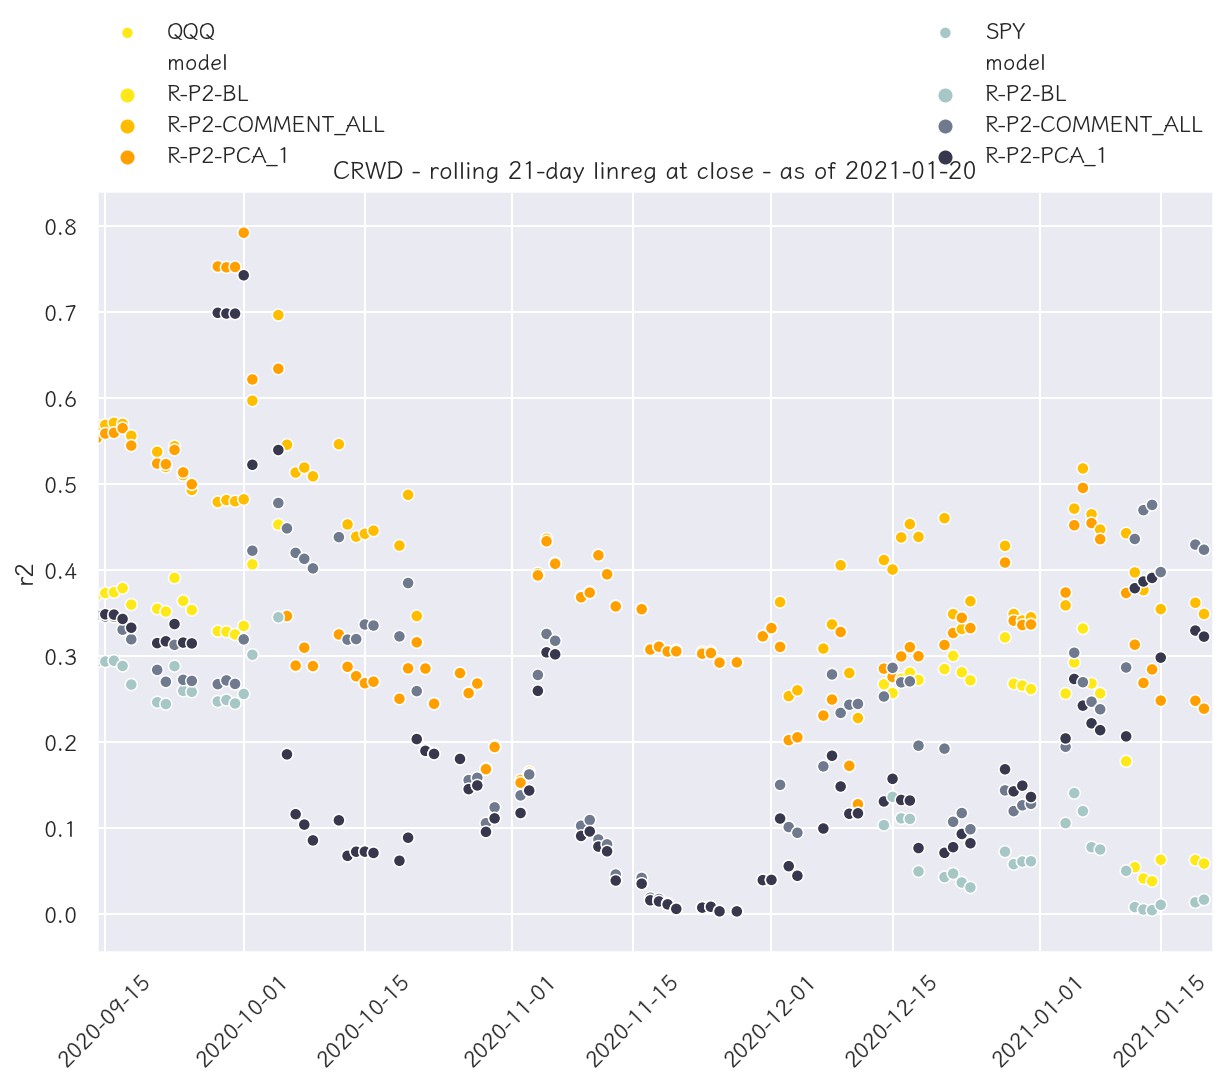 QQQ
model
R-P2-BL
R-P2-COMMENT_ALL
R-P2-PCA_1
SPY
model
R-P2-BL
R-P2-COMMENT_ALL
R-P2-PCA_1
CRWD - rolling 21-day linreg at close - as of 2021-01-20
r2
0.8
0.7
0.6
0.5
0.4
0.3
0.2
0.1
0.0
2020-09-15
2020-10-01
2020-10-15
2020-11-01
2020-11-15
2020-12-01
2020-12-15
2021-01-01
2021-01-15